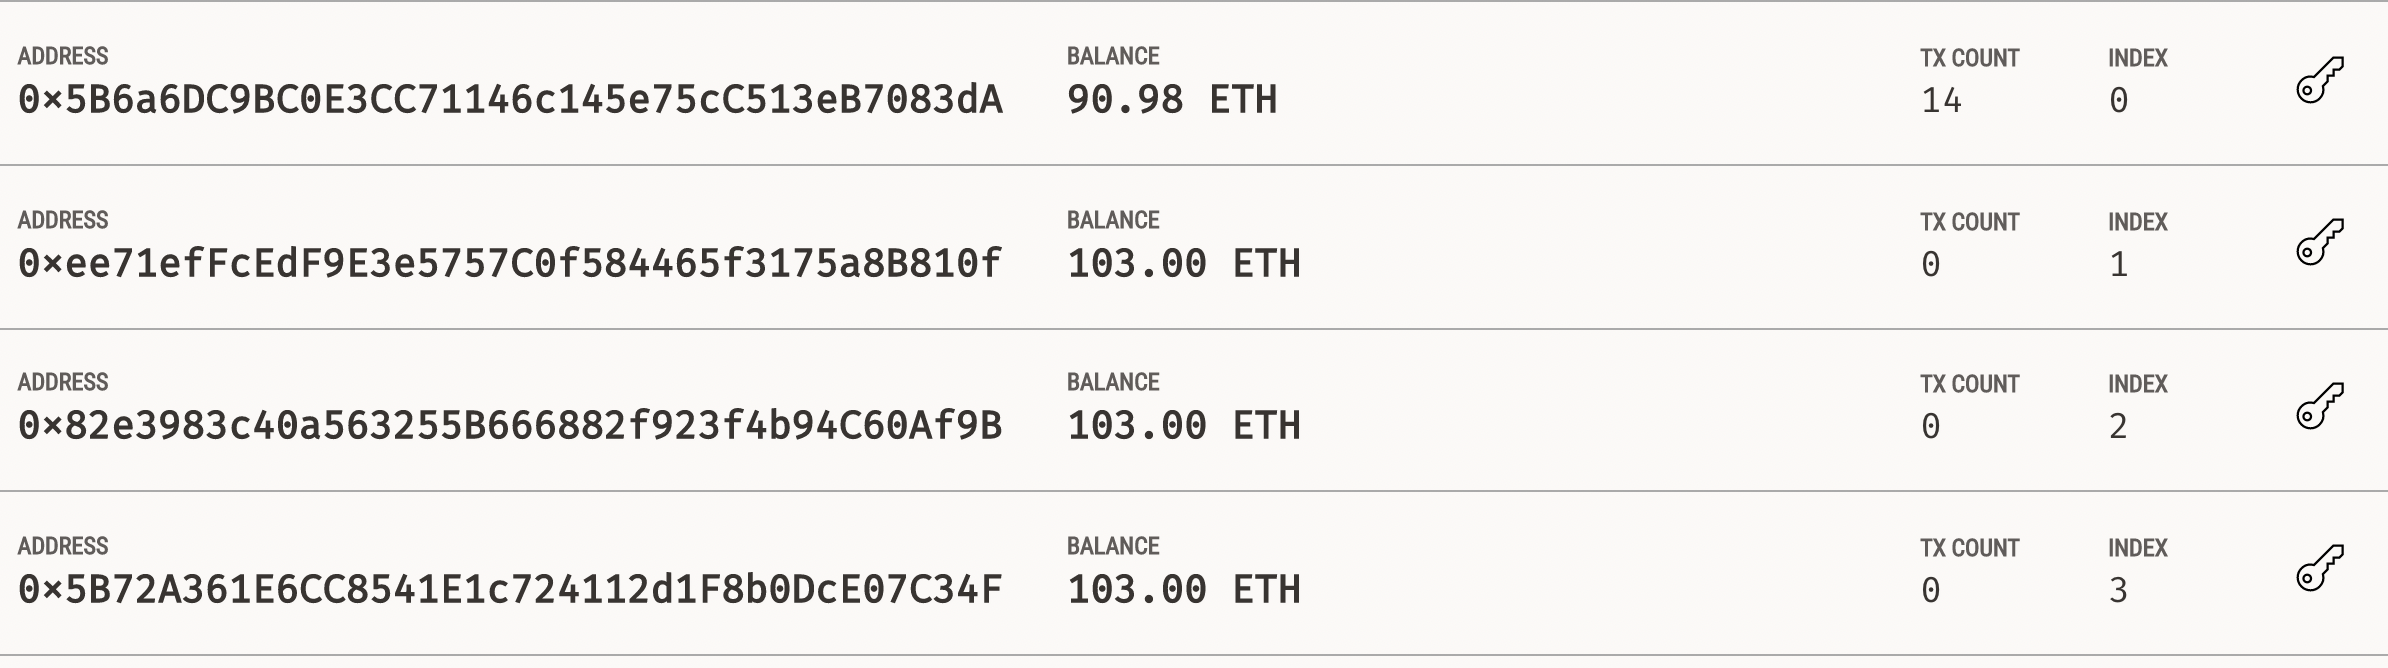 ADDRESS BALANCE TX COUNT INDEX
0x5B6a6DC9BC0E3CC71146c145e75cC513eB7083dA 90.98 ETH 14 0
ADDRESS BALANCE TX COUNT INDEX
0xee71efFcEdF9E3e5757C0f584465f3175a8B810f 103.00 ETH 0 1
ADDRESS BALANCE TX COUNT INDEX
0x82e3983c40a563255B666882f923f4b94C60Af9B 103.00 ETH 0 2
ADDRESS BALANCE TX COUNT INDEX
0x5B72A361E6CC8541E1c724112d1F8b0DcE07C34F 103.00 ETH 0 3